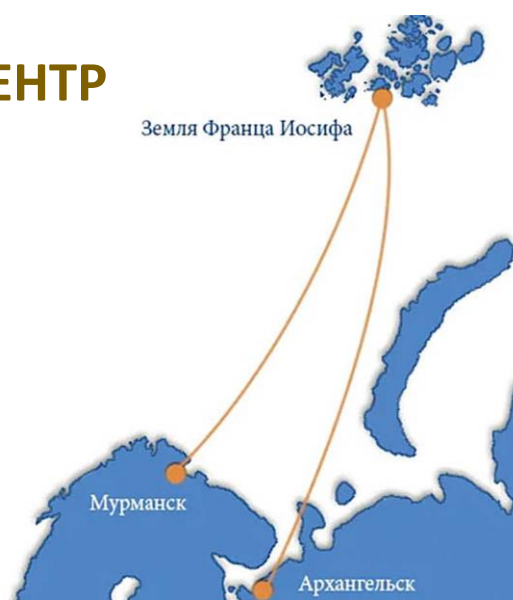 ЕНТР
Земля Франца Иосифа
Мурманск
Архангельск